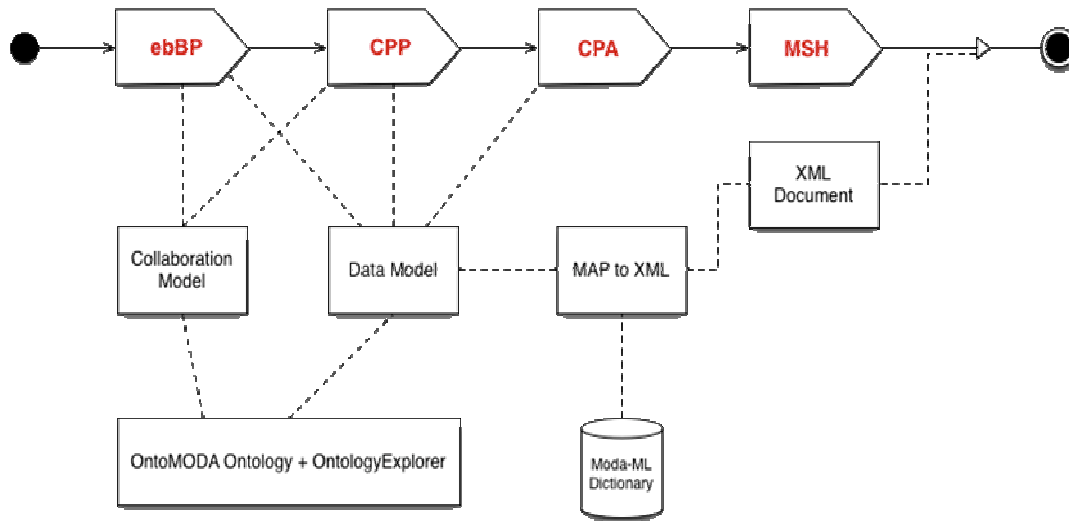 ebBP
CPP
CPA
MSH
XML
Document
Collaboration
Model
Data Model
MAP to XML
OntoMODA Ontology + OntologyExplorer
Moda-ML
Dictionary